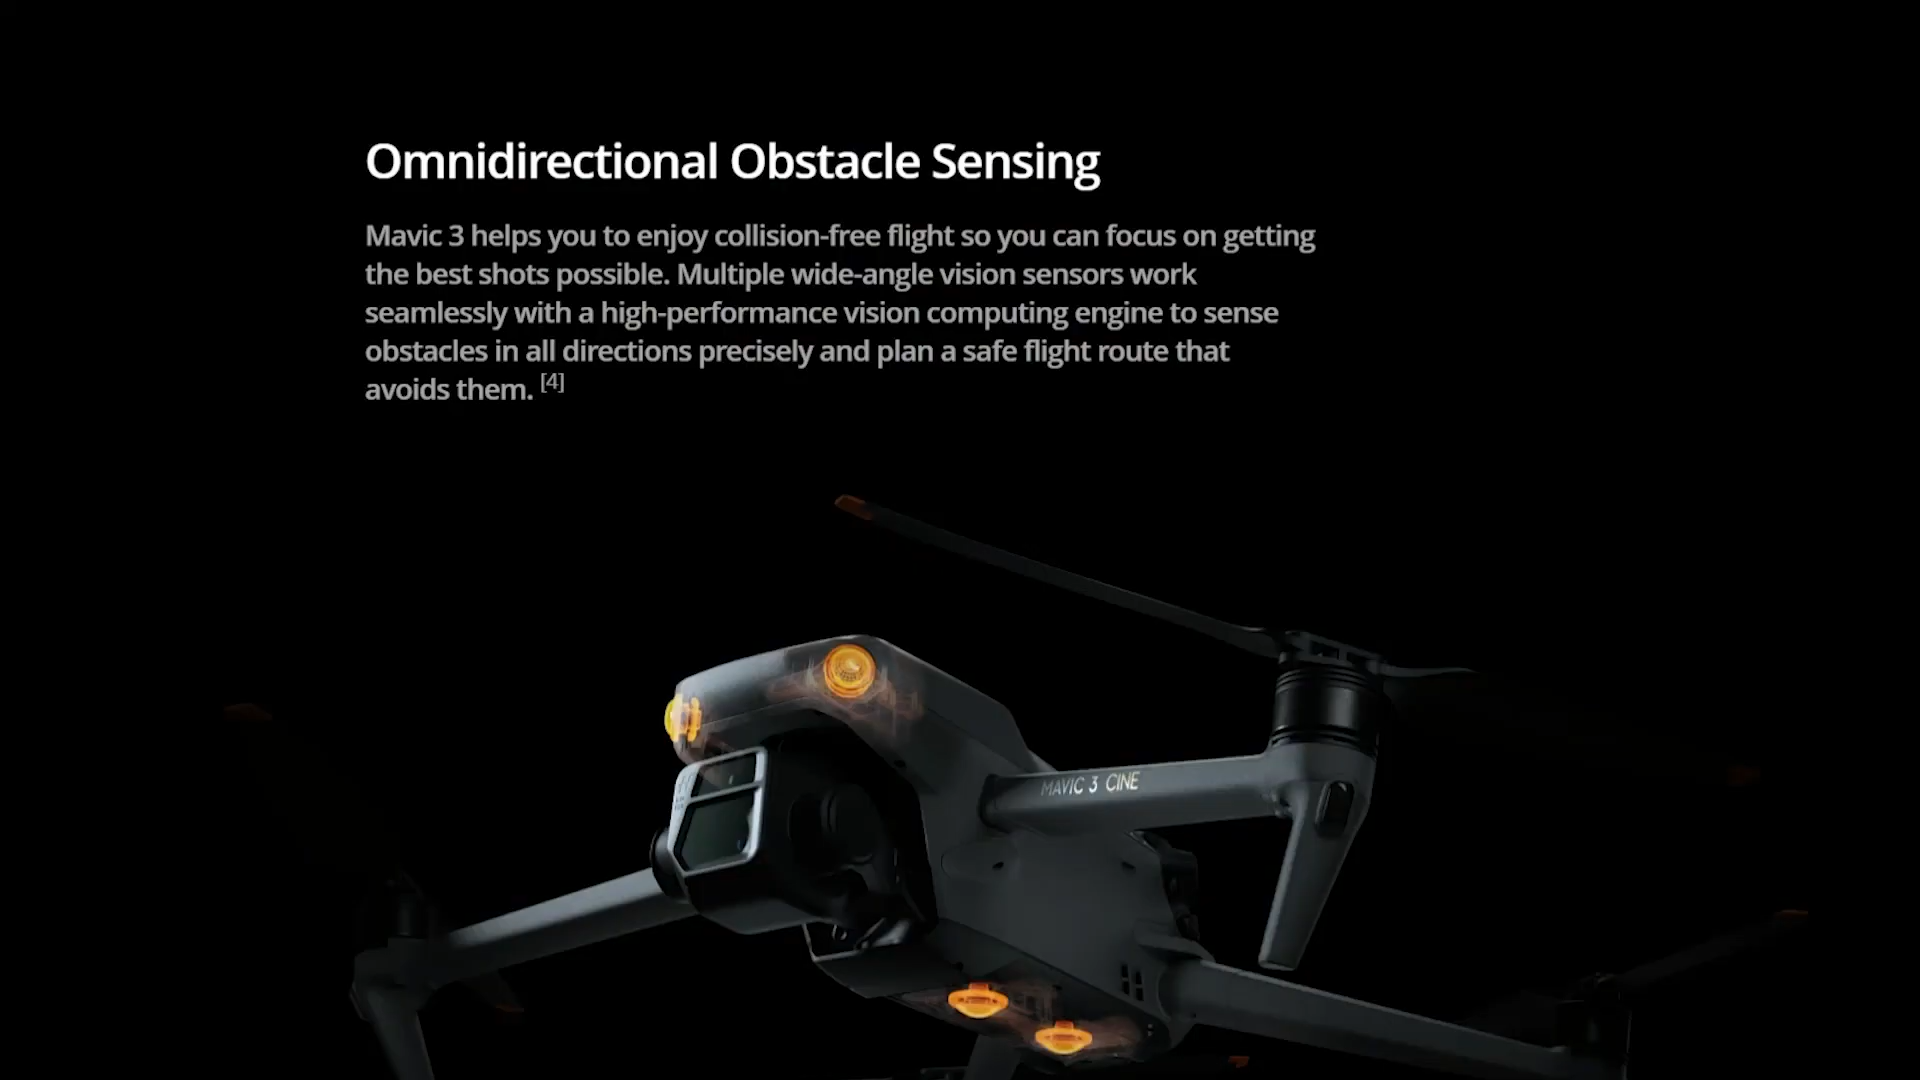 Omnidirectional Obstacle Sensing
Mavic 3 helps you to enjoy collision-free flight so you can focus on getting
the best shots possible. Multiple wide-angle vision sensors work
seamlessly with a high-performance vision computing engine to sense
obstacles in all directions precisely and plan a safe flight route that
avoids them. [4]
MAVIC 3 CINE